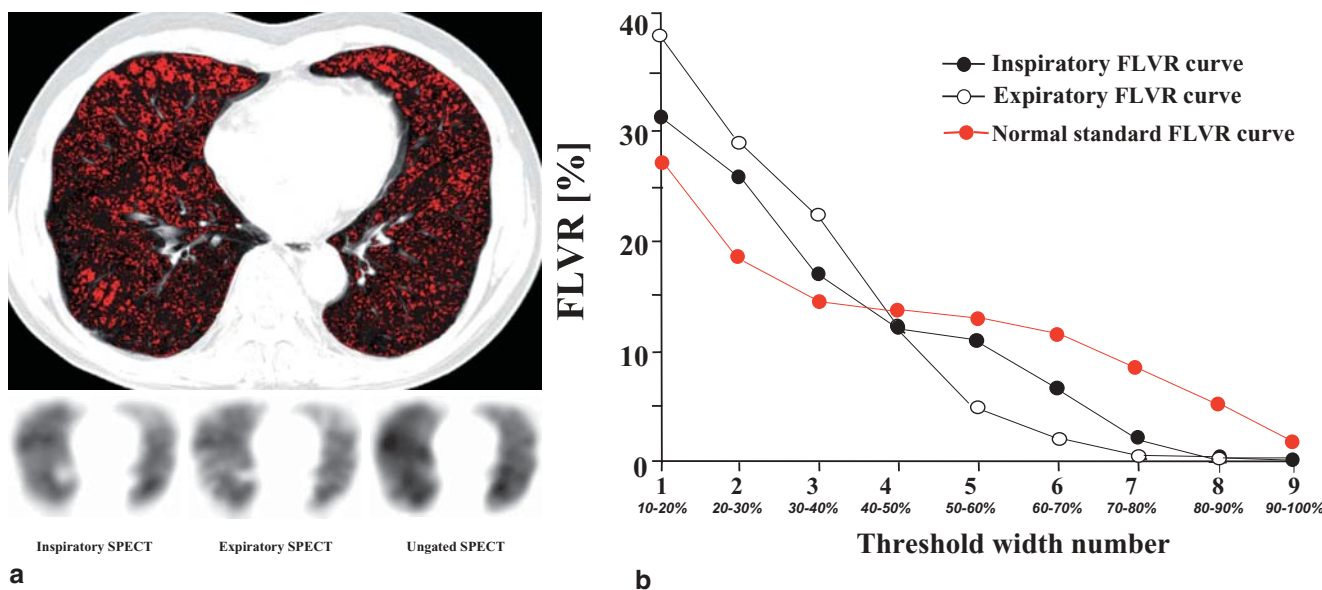 Inspiratory SPECT Expiratory SPECT Ungated SPECT
a
FLVR [%]
40
30
20
10
0
Inspiratory FLVR curve
Expiratory FLVR curve
Normal standard FLVR curve
1 2 3 4 5 6 7 8 9
10-20% 20-30% 30-40% 40-50% 50-60% 60-70% 70-80% 80-90% 90-100%
Threshold width number
b